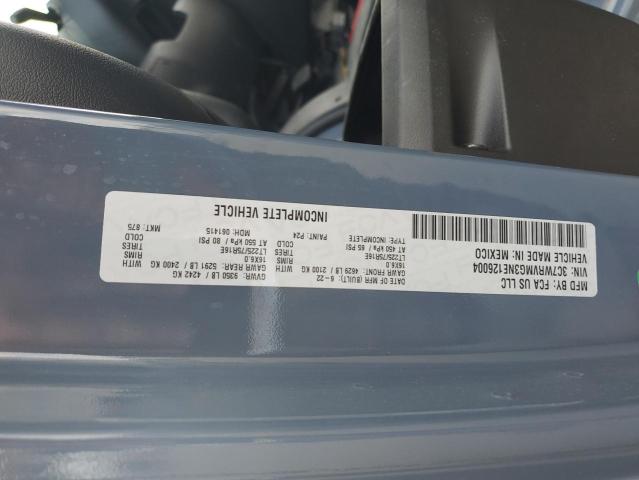 MFD BY: FCA US LLC
DATE OF MFR (BUILT): 6-22
GVWR: 9350 LB / 4242 KG
GAWR FRONT: 4629 LB / 2100 KG
GAWR REAR: 5291 LB / 2400 KG
WITH LT225/75R16E TIRES
WITH LT225/75R16E TIRES
16X6.0 RIMS AT 450 kPa / 65 PSI COLD
16X6.0 RIMS AT 550 kPa / 80 PSI COLD
VIN: 3C7WRVMG3NE126004
TYPE: INCOMPLETE VEHICLE
VEHICLE MADE IN: MEXICO
PAINT: P24
MDH: 061415
MKT: 875
INCOMPLETE VEHICLE